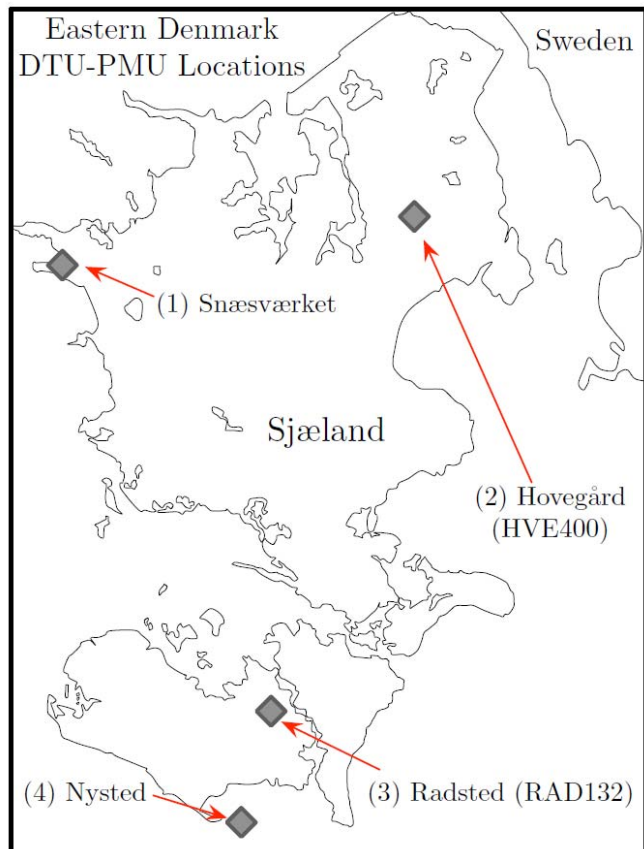 Eastern Denmark
DTU-PMU Locations
Sweden
(1) Snæsværket
Sjæland
(2) Hovegård
(HVE400)
(4) Nysted
(3) Radsted (RAD132)